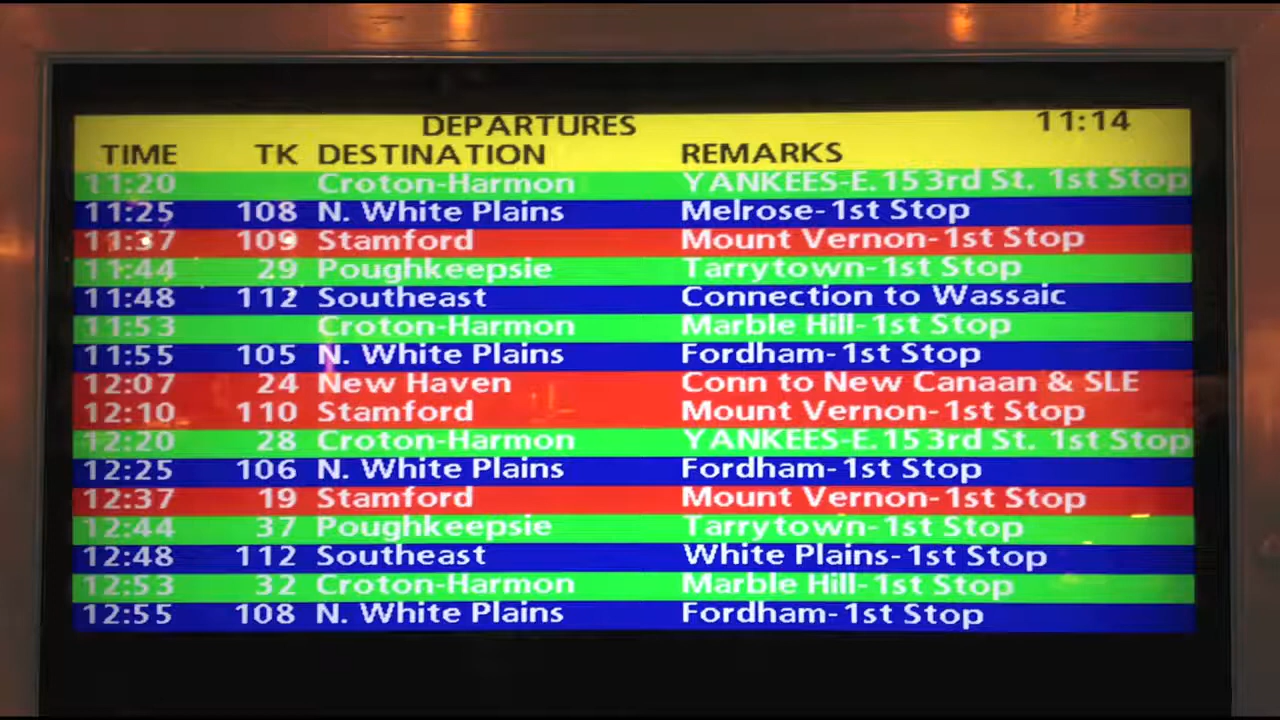 DEPARTURES 11:14
TIME TK DESTINATION REMARKS
11:20 Croton-Harmon YANKEES-E.153rd St. 1st Stop
11:25 108 N. White Plains Melrose-1st Stop
11:37 109 Stamford Mount Vernon-1st Stop
11:44 29 Poughkeepsie Tarrytown-1st Stop
11:48 112 Southeast Connection to Wassaic
11:53 Croton-Harmon Marble Hill-1st Stop
11:55 105 N. White Plains Fordham-1st Stop
12:07 24 New Haven Conn to New Canaan & SLE
12:10 110 Stamford Mount Vernon-1st Stop
12:20 28 Croton-Harmon YANKEES-E.153rd St. 1st Stop
12:25 106 N. White Plains Fordham-1st Stop
12:37 19 Stamford Mount Vernon-1st Stop
12:44 37 Poughkeepsie Tarrytown-1st Stop
12:48 112 Southeast White Plains-1st Stop
12:53 32 Croton-Harmon Marble Hill-1st Stop
12:55 108 N. White Plains Fordham-1st Stop